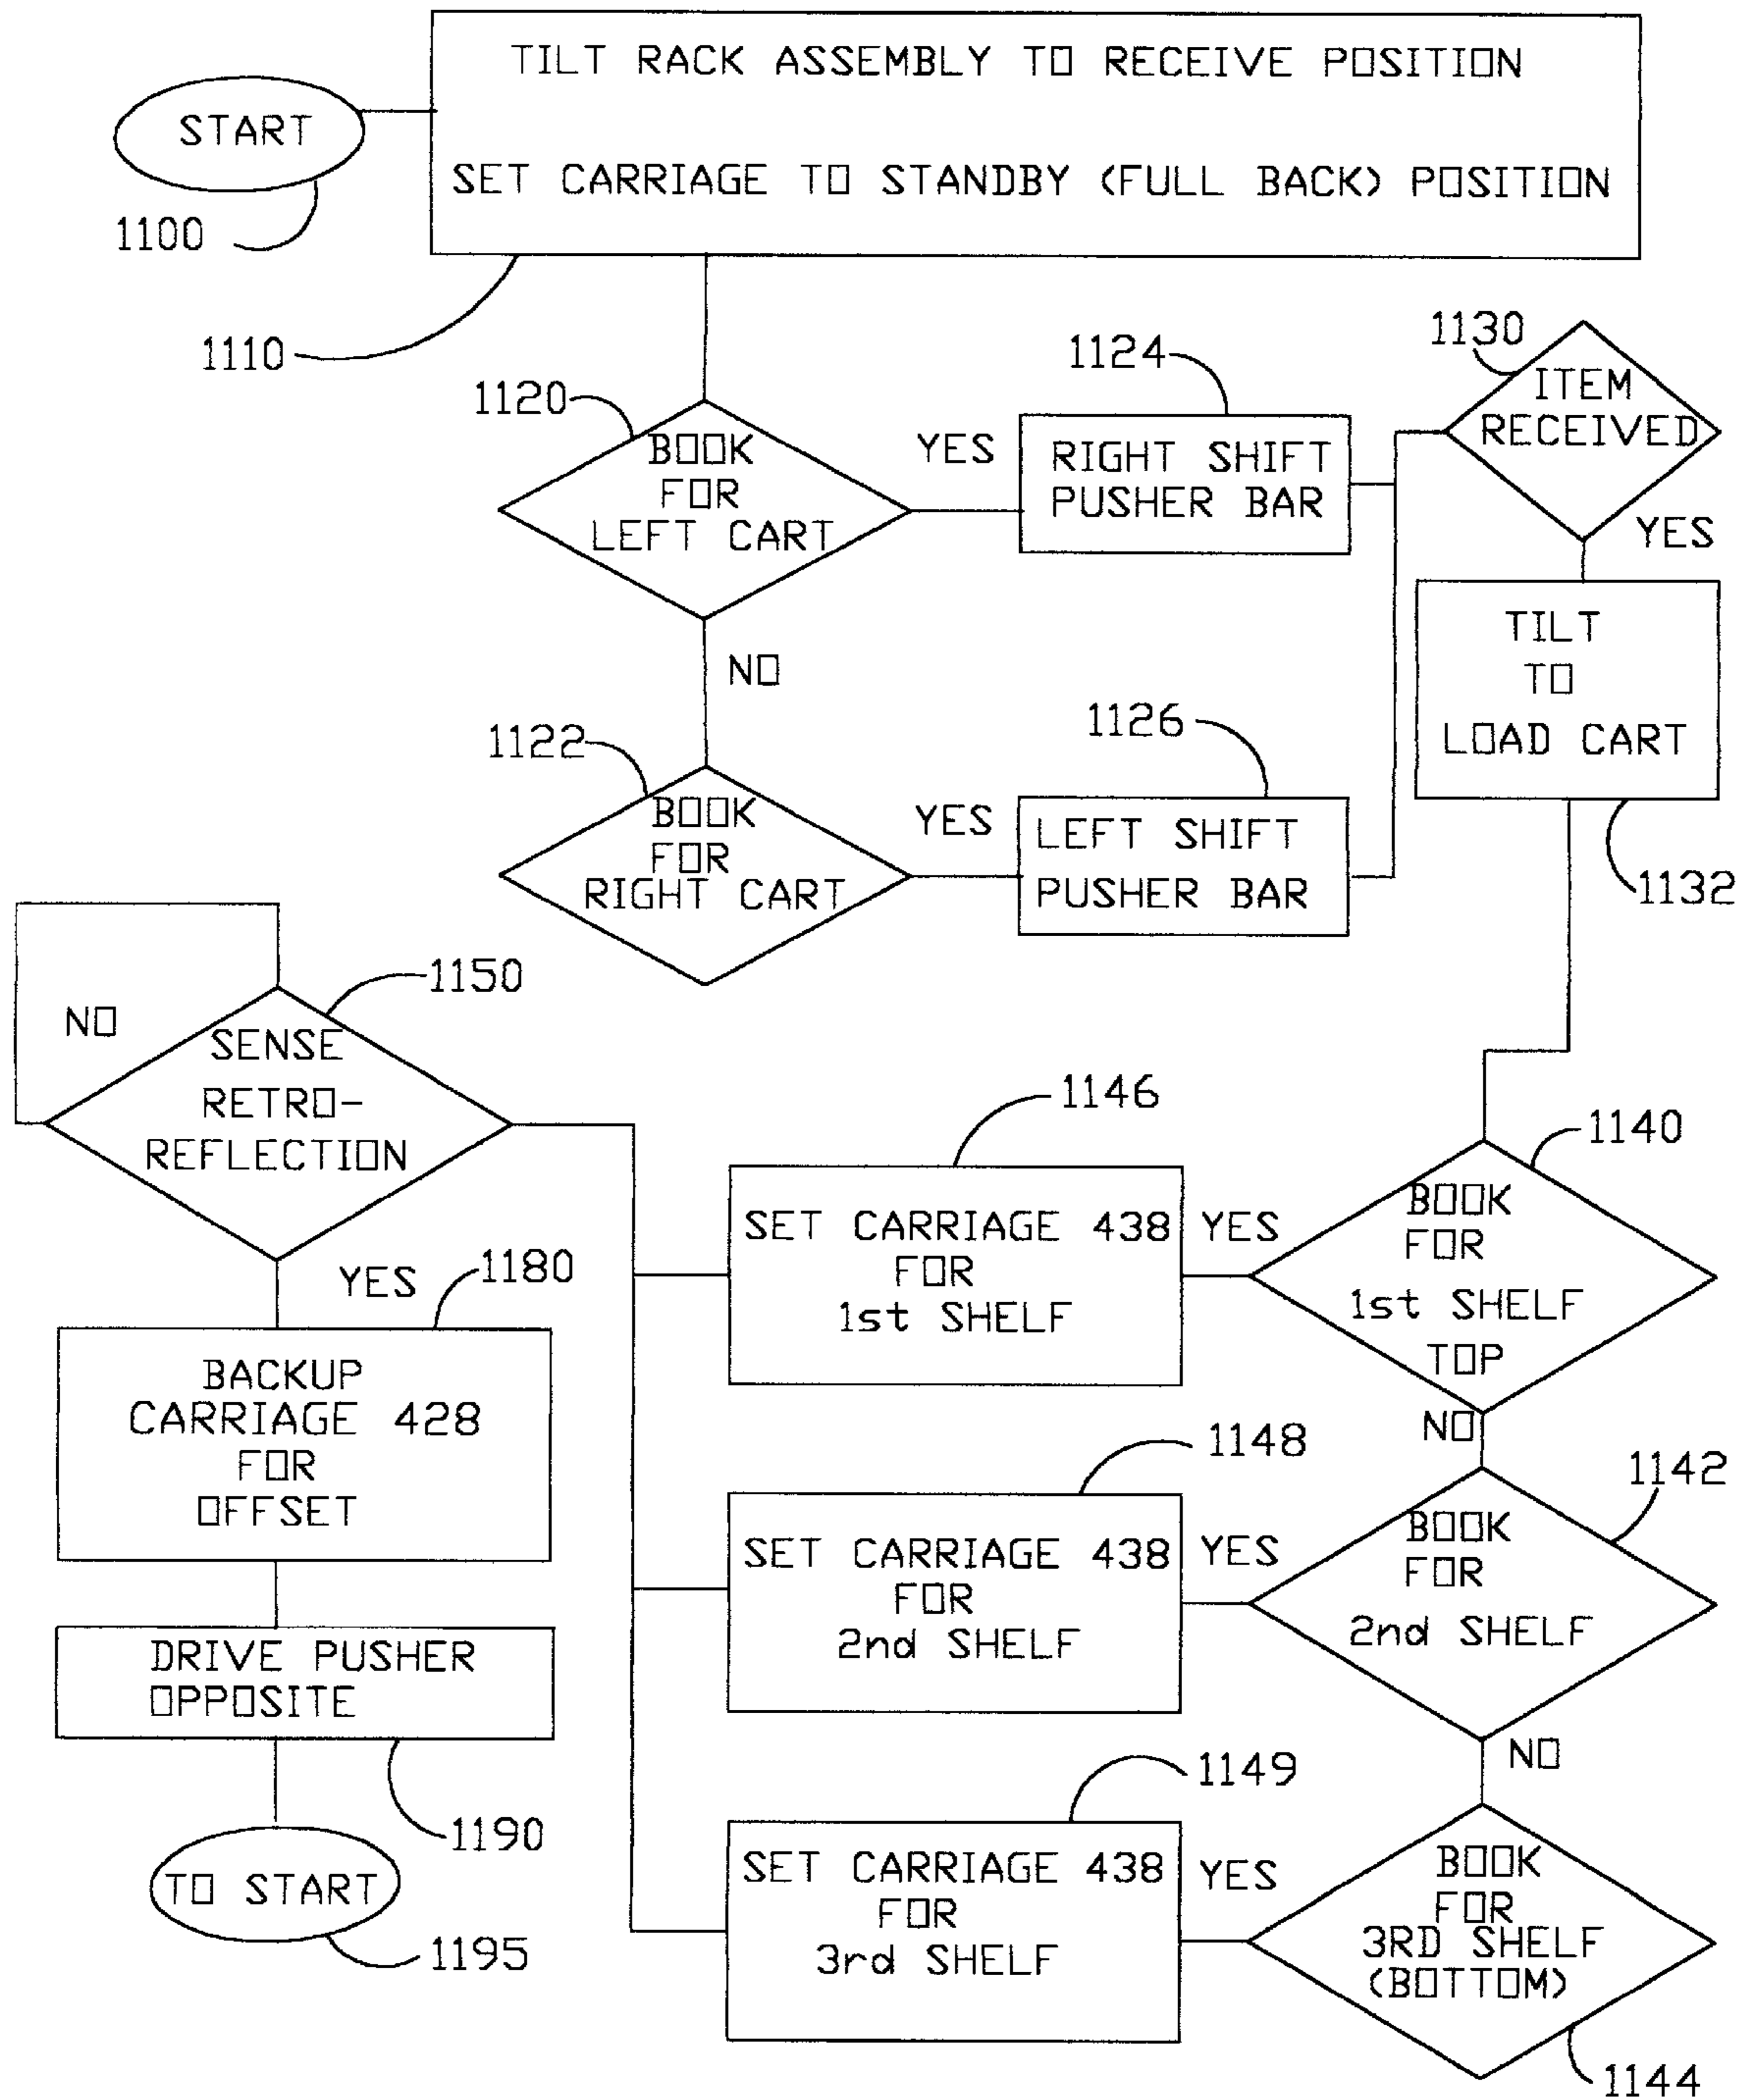 TILT RACK ASSEMBLY TO RECEIVE POSITION
START
SET CARRIAGE TO STANDBY (FULL BACK) POSITION
1100
1110
1120
BOOK
FOR
LEFT CART
YES
1124
RIGHT SHIFT
PUSHER BAR
1130
ITEM
RECEIVED
YES
TILT
TO
LOAD CART
1132
NO
1122
BOOK
FOR
RIGHT CART
YES
1126
LEFT SHIFT
PUSHER BAR
1150
NO
SENSE
RETRO-
REFLECTION
YES
1146
SET CARRIAGE 438
FOR
1st SHELF
YES
1140
BOOK
FOR
1st SHELF
TOP
NO
1180
BACKUP
CARRIAGE 428
FOR
OFFSET
1148
SET CARRIAGE 438
FOR
2nd SHELF
YES
1142
BOOK
FOR
2nd SHELF
NO
DRIVE PUSHER
OPPOSITE
1190
TO START
1195
1149
SET CARRIAGE 438
FOR
3rd SHELF
YES
BOOK
FOR
3RD SHELF
(BOTTOM)
1144